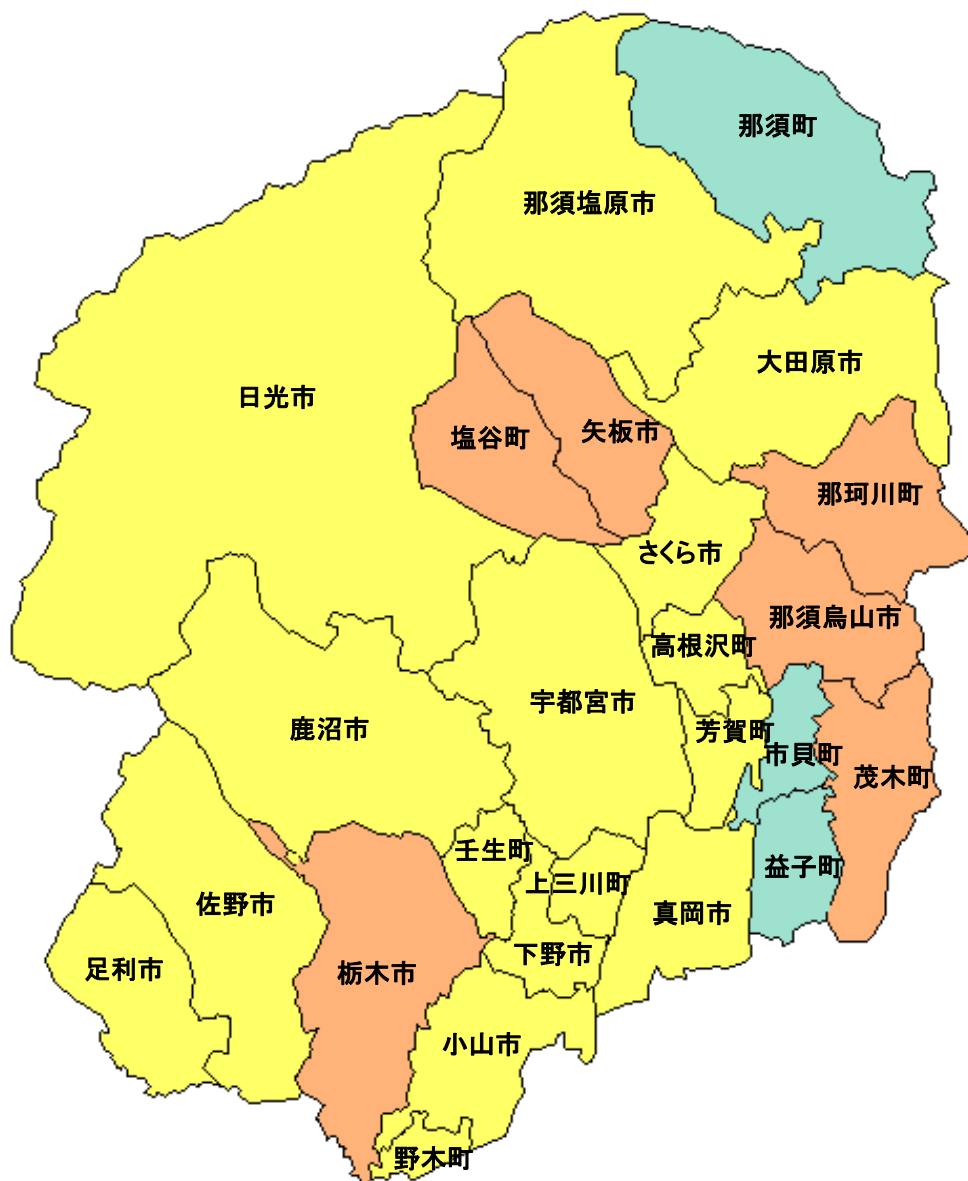 那須町
那須塩原市
大田原市
日光市
塩谷町
矢板市
那珂川町
さくら市
那須烏山市
高根沢町
宇都宮市
鹿沼市
芳賀町
市貝町
茂木町
壬生町
上三川町
益子町
佐野市
真岡市
下野市
足利市
栃木市
小山市
野木町